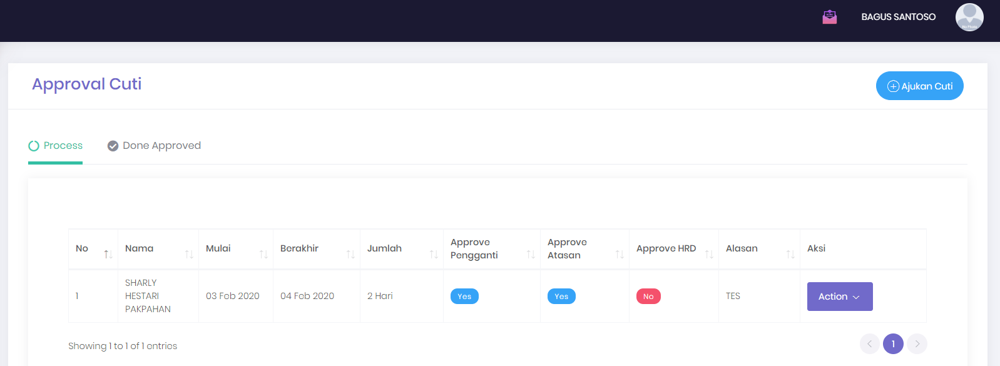 BAGUS SANTOSO
No Photo
Approval Cuti
Ajukan Cuti
Process
Done Approved
No
Nama
Mulai
Berakhir
Jumlah
Approve
Pengganti
Approve
Atasan
Approve HRD
Alasan
Aksi
1
SHARLY
HESTARI
PAKPAHAN
03 Feb 2020
04 Feb 2020
2 Hari
Yes
Yes
No
TES
Action
Showing 1 to 1 of 1 entries
1